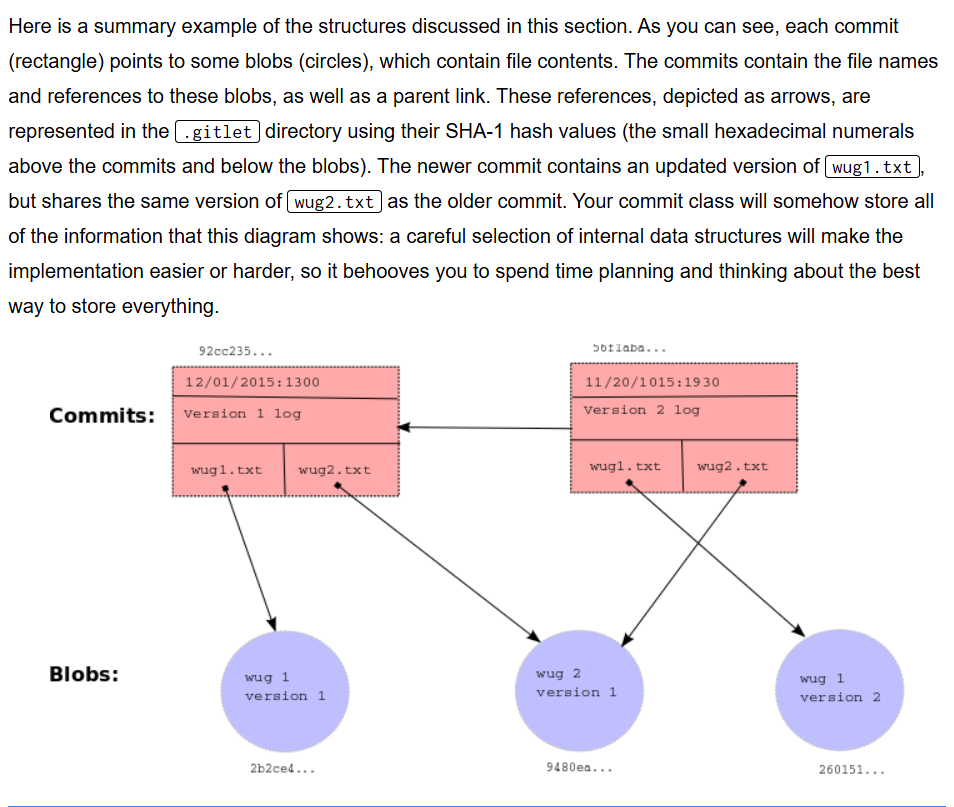 Here is a summary example of the structures discussed in this section. As you can see, each commit
(rectangle) points to some blobs (circles), which contain file contents. The commits contain the file names
and references to these blobs, as well as a parent link. These references, depicted as arrows, are
represented in the .gitlet directory using their SHA-1 hash values (the small hexadecimal numerals
above the commits and below the blobs). The newer commit contains an updated version of wug1.txt,
but shares the same version of wug2.txt as the older commit. Your commit class will somehow store all
of the information that this diagram shows: a careful selection of internal data structures will make the
implementation easier or harder, so it behooves you to spend time planning and thinking about the best
way to store everything.
92cc235...
12/01/2015:1300
11/20/1015:1930
Commits:
Version 1 log
Version 2 log
wug1.txt
wug2.txt
wug1.txt
wug2.txt
Blobs:
wug 1
version 1
wug 2
version 1
wug 1
version 2
2b2ce4...
9480ea...
260151...